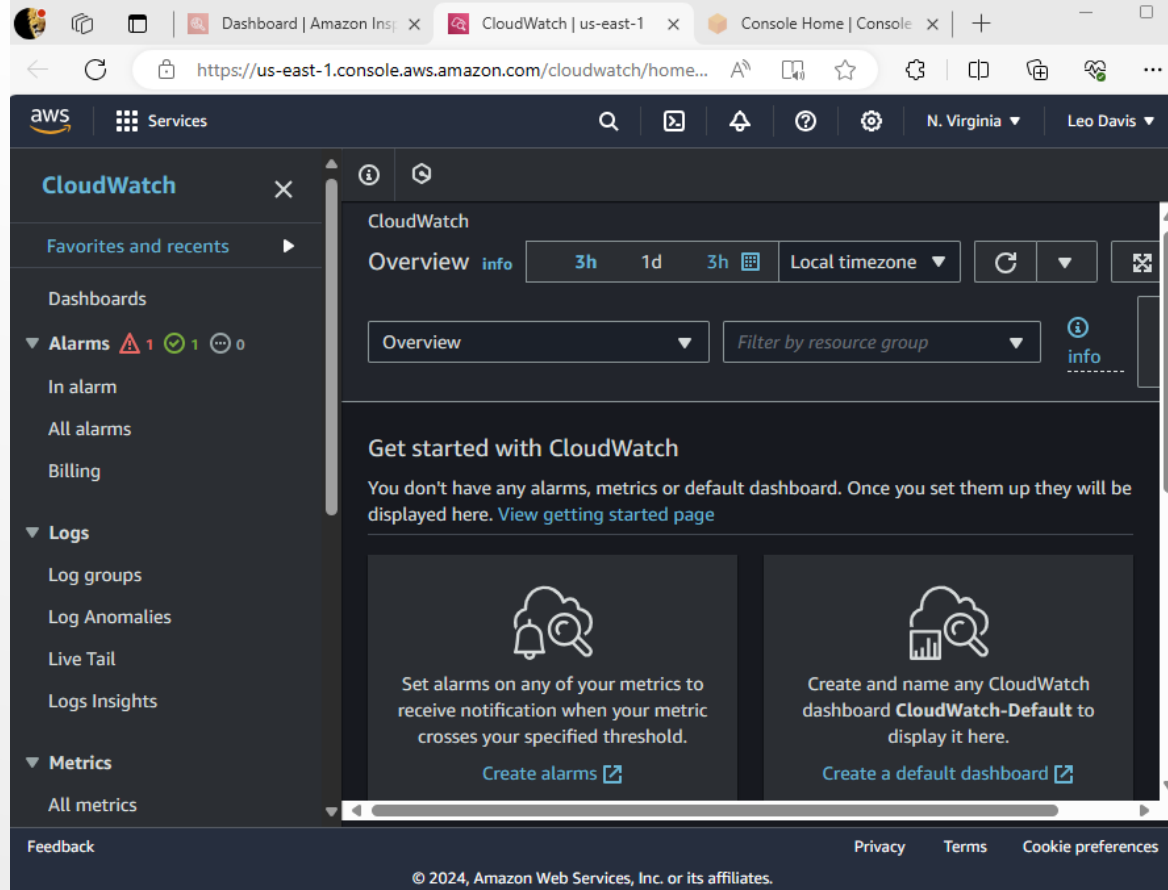 Dashboard | Amazon Insp
CloudWatch | us-east-1
Console Home | Console
https://us-east-1.console.aws.amazon.com/cloudwatch/home...
aws
Services
N. Virginia
Leo Davis
CloudWatch
Favorites and recents
Dashboards
Alarms 1 1 0
In alarm
All alarms
Billing
Logs
Log groups
Log Anomalies
Live Tail
Logs Insights
Metrics
All metrics
CloudWatch
Overview info 3h 1d 3h Local timezone
Overview Filter by resource group info
Get started with CloudWatch
You don't have any alarms, metrics or default dashboard. Once you set them up they will be
displayed here. View getting started page
Set alarms on any of your metrics to
receive notification when your metric
crosses your specified threshold.
Create alarms
Create and name any CloudWatch
dashboard CloudWatch-Default to
display it here.
Create a default dashboard
Feedback Privacy Terms Cookie preferences
© 2024, Amazon Web Services, Inc. or its affiliates.